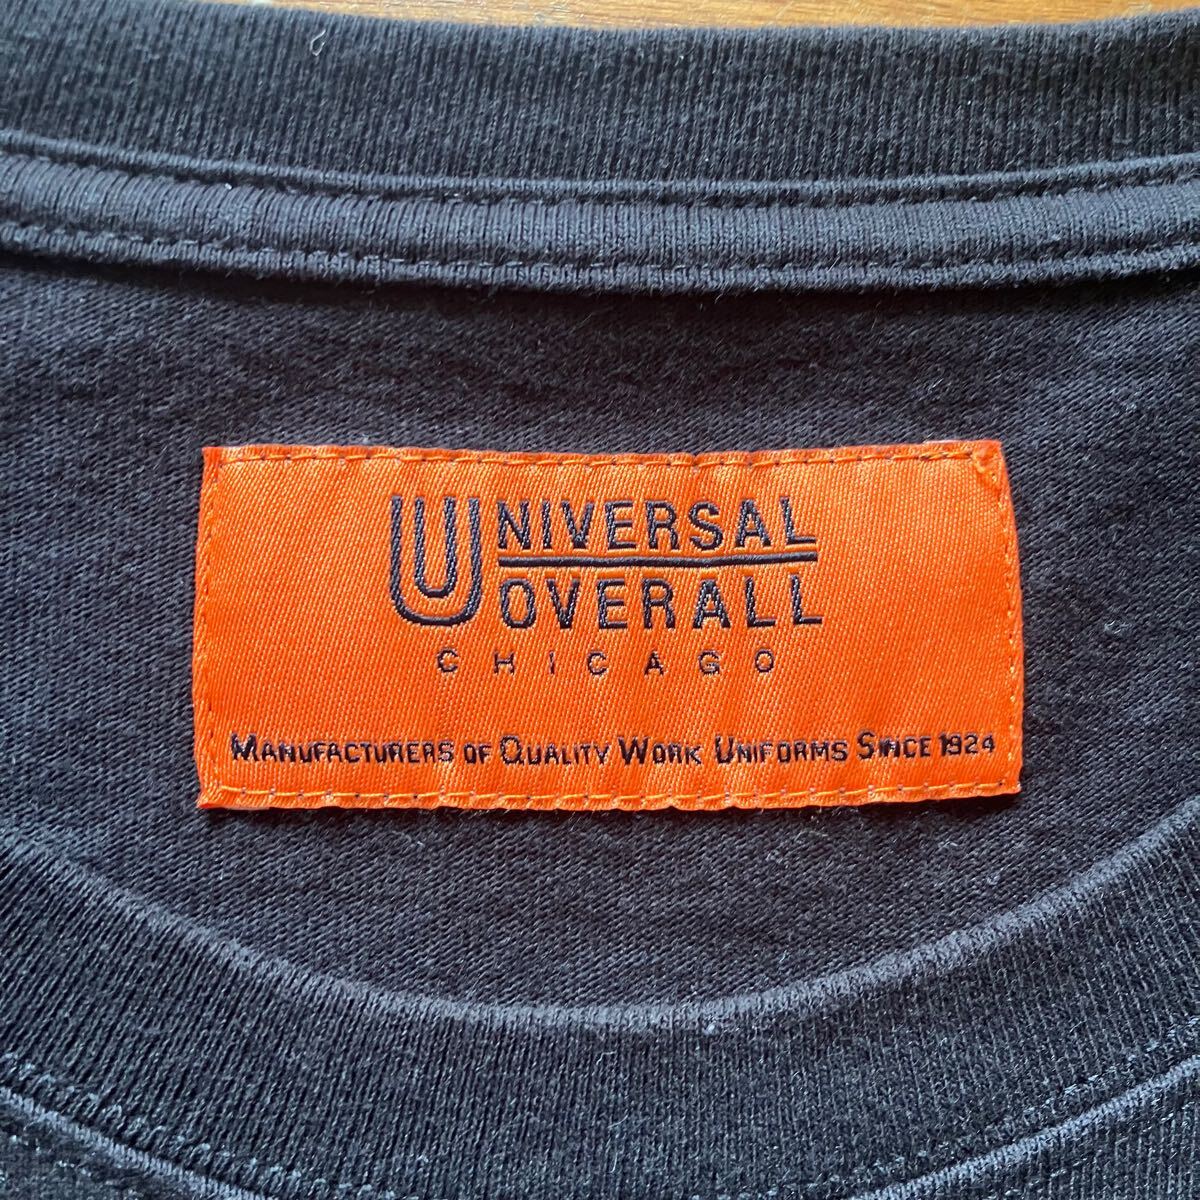 UNIVERSAL
OVERALL
CHICAGO
MANUFACTURERS OF QUALITY WORK UNIFORMS SINCE 1924